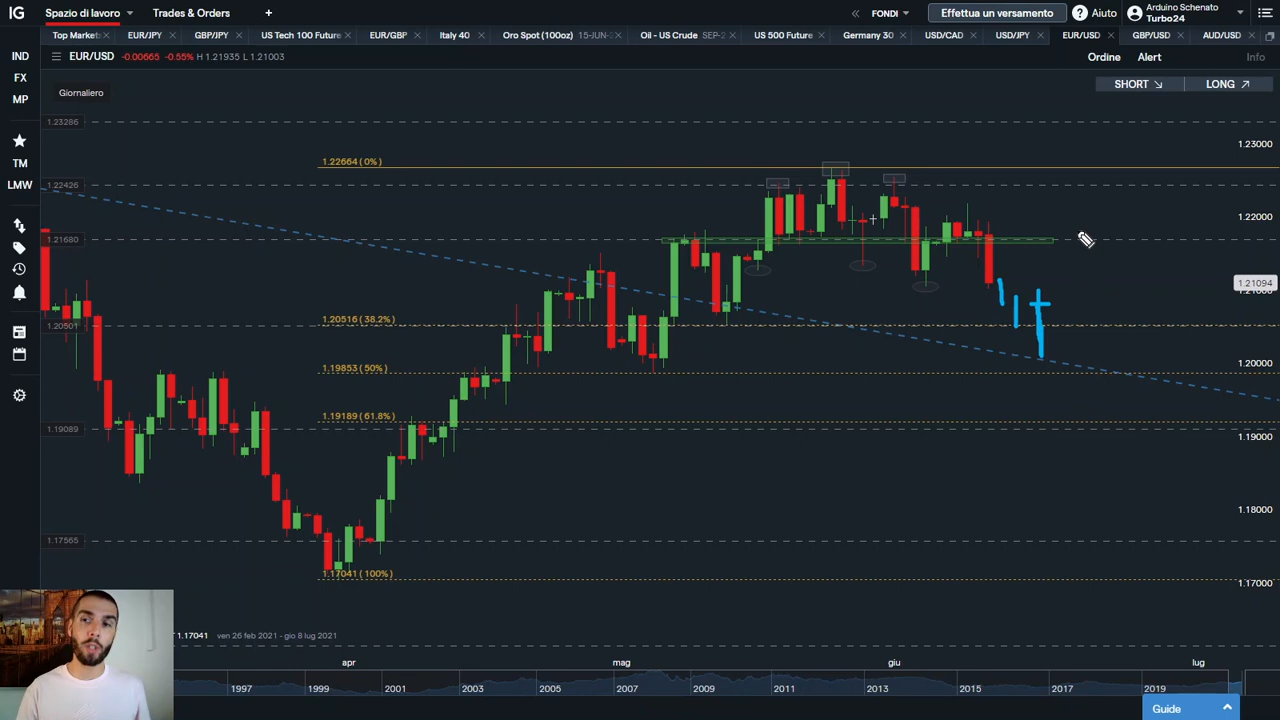 IG Spazio di lavoro Trades & Orders + FONDI Effettua un versamento ? Aiuto Arduino Schenato
Turbo24
Top Market EUR/JPY GBP/JPY US Tech 100 Future EUR/GBP Italy 40 Oro Spot (100oz) 15-JUN-2 Oil - US Crude SEP-2 US 500 Future Germany 30 USD/CAD USD/JPY EUR/USD GBP/USD AUD/USD
IND EUR/USD -0.00665 -0.55% H 1.21935 L 1.21003 Ordine Alert Info
FX
MP
TM
LMW
Giornaliero
SHORT LONG
1.23286
1.22664 (0%)
1.22426
1.21680
1.20516 (38.2%)
1.20501
1.19853 (50%)
1.19189 (61.8%)
1.19089
1.17565
1.17041 (100%)
1.23000
1.22000
1.21094
1.20000
1.19000
1.18000
1.17000
1.17041 ven 26 feb 2021 - gio 8 lug 2021
apr mag giu lug
1997 1999 2001 2003 2005 2007 2009 2011 2013 2015 2017 2019
Guide